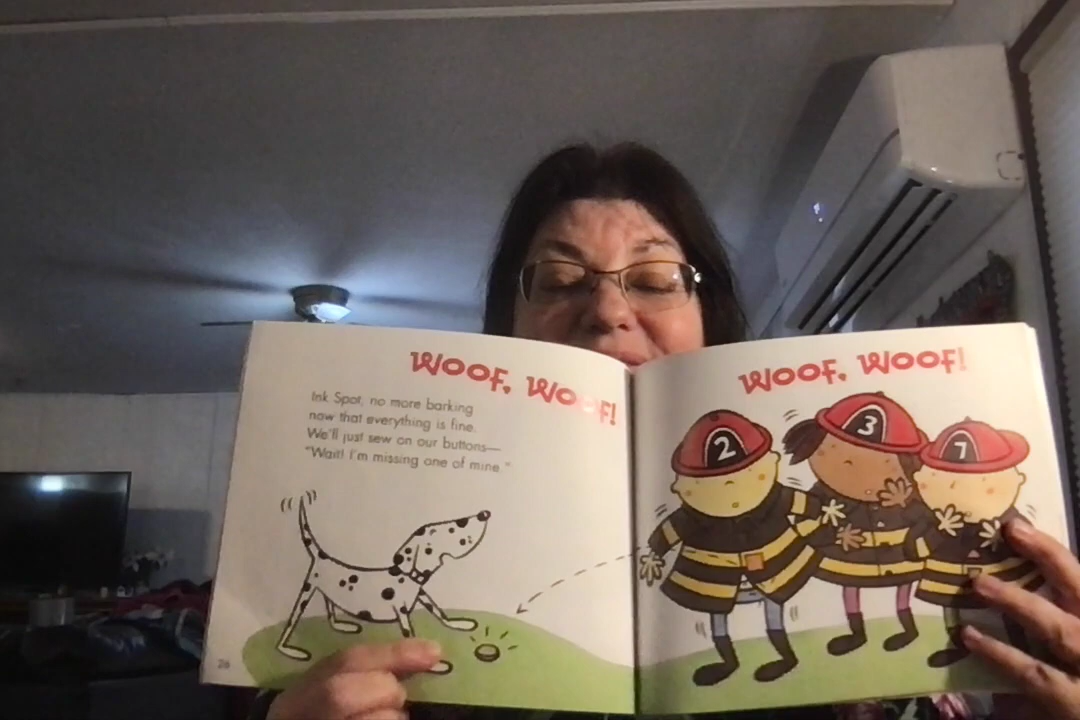 WOOF, WOOF!
Ink Spot, no more barking
now that everything is fine.
We'll just sew on our buttons—
"Wait! I'm missing one of mine."
26
WOOF, WOOF!
2
3
7